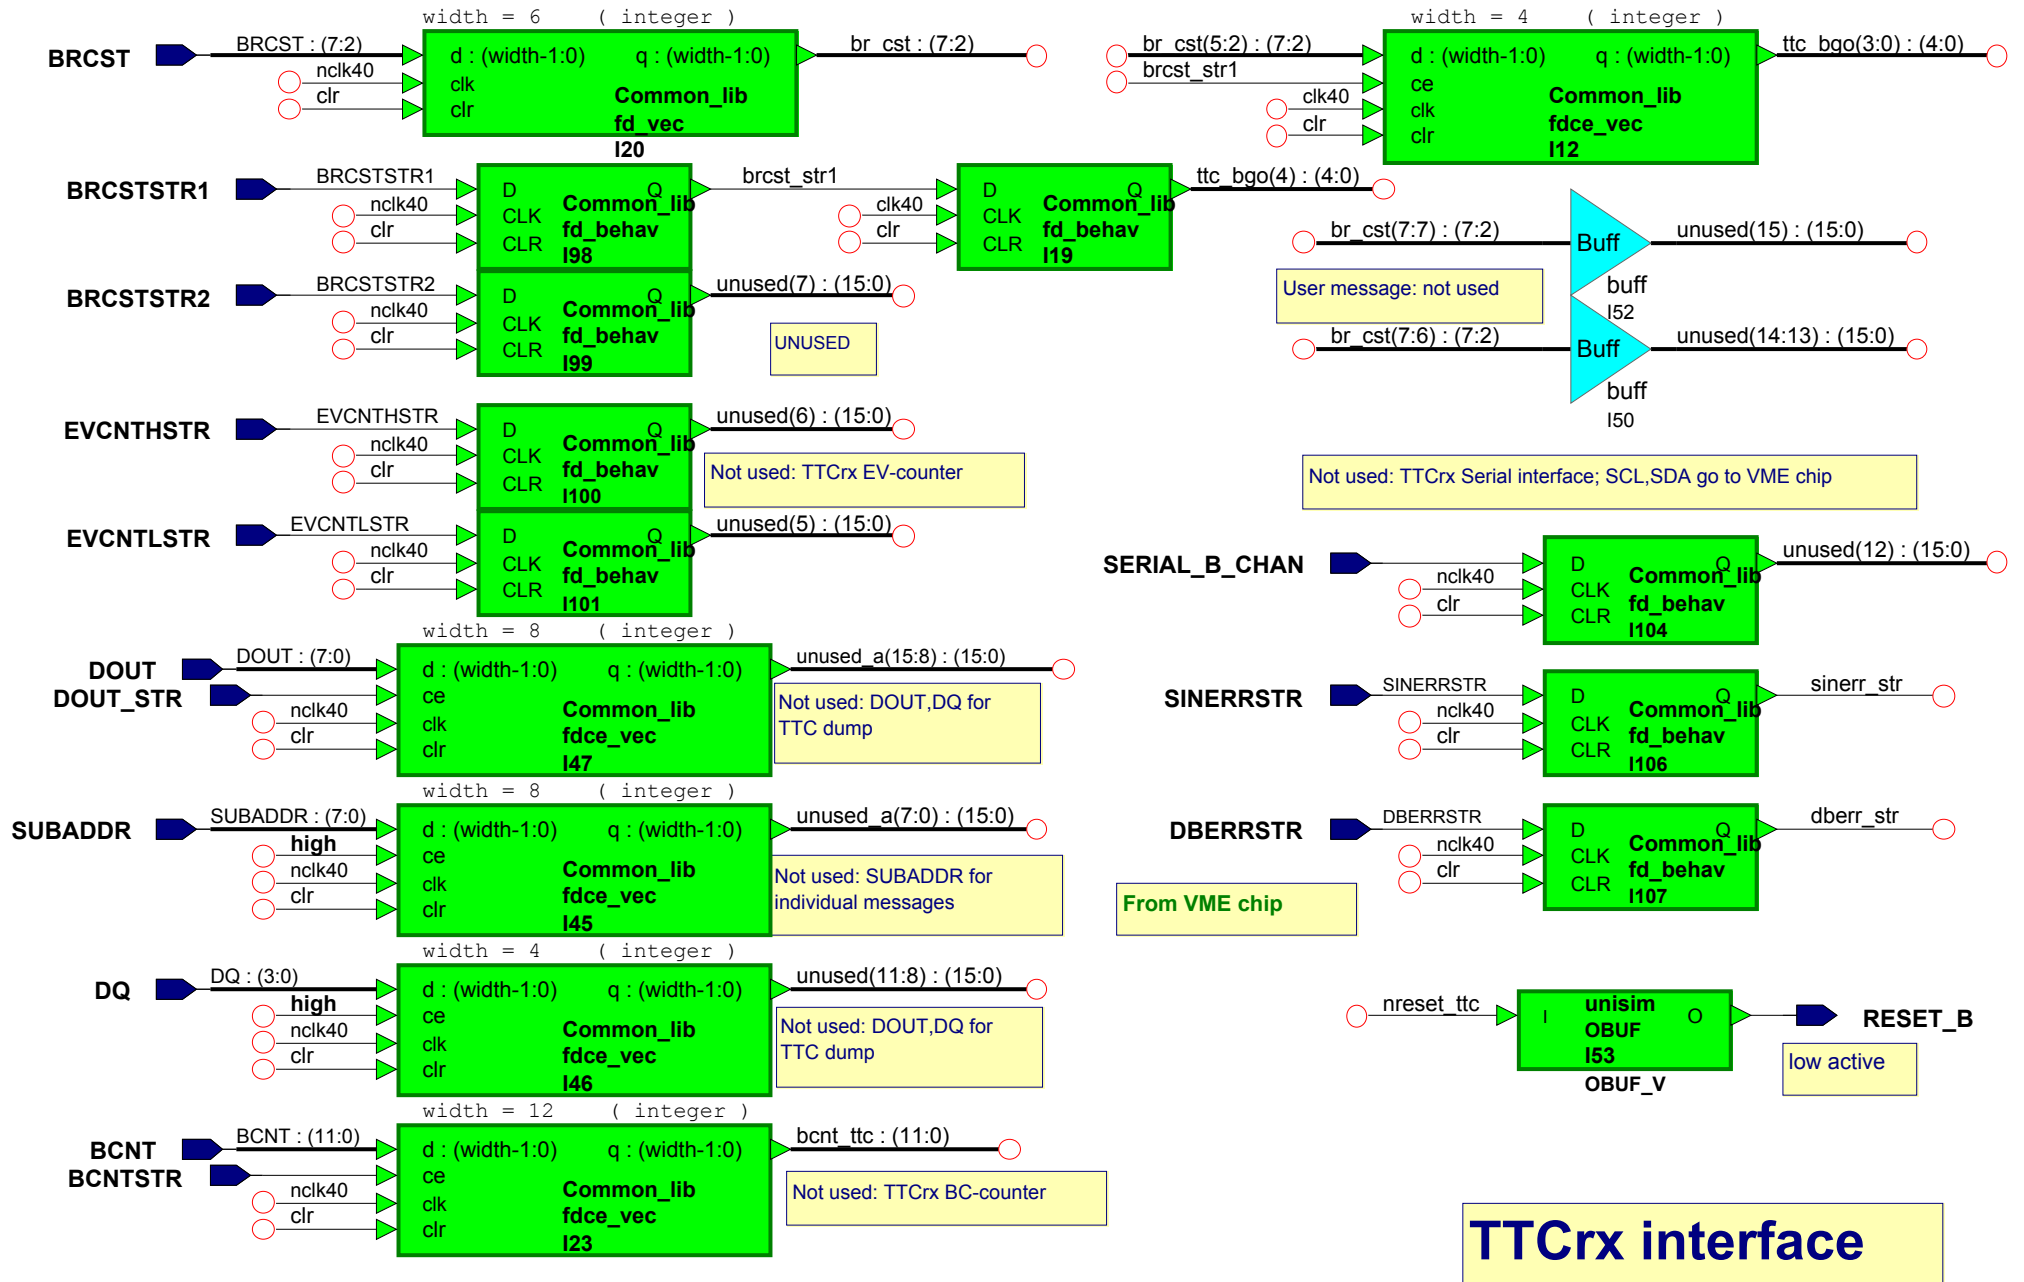 width = 6 ( integer )
BRCST
BRCST : (7:2)
nclk40
clr
d : (width-1:0) q : (width-1:0)
clk
clr
Common_lib
fd_vec
I20
br_cst : (7:2)
width = 4 ( integer )
br_cst(5:2) : (7:2)
brcst_str1
clk40
clr
d : (width-1:0) q : (width-1:0)
ce
clk
clr
Common_lib
fdce_vec
I12
ttc_bgo(3:0) : (4:0)
BRCSTSTR1
BRCSTSTR1
nclk40
clr
D Q
CLK
CLR
Common_lib
fd_behav
I98
brcst_str1
clk40
clr
D Q
CLK
CLR
Common_lib
fd_behav
I19
ttc_bgo(4) : (4:0)
BRCSTSTR2
BRCSTSTR2
nclk40
clr
D Q
CLK
CLR
Common_lib
fd_behav
I99
unused(7) : (15:0)
UNUSED
br_cst(7:7) : (7:2)
Buff
buff
I52
unused(15) : (15:0)
User message: not used
br_cst(7:6) : (7:2)
Buff
buff
I50
unused(14:13) : (15:0)
EVCNTHSTR
EVCNTHSTR
nclk40
clr
D Q
CLK
CLR
Common_lib
fd_behav
I100
unused(6) : (15:0)
Not used: TTCrx EV-counter
EVCNTLSTR
EVCNTLSTR
nclk40
clr
D Q
CLK
CLR
Common_lib
fd_behav
I101
unused(5) : (15:0)
Not used: TTCrx Serial interface; SCL,SDA go to VME chip
SERIAL_B_CHAN
nclk40
clr
D Q
CLK
CLR
Common_lib
fd_behav
I104
unused(12) : (15:0)
width = 8 ( integer )
DOUT
DOUT_STR
DOUT : (7:0)
nclk40
clr
d : (width-1:0) q : (width-1:0)
ce
clk
clr
Common_lib
fdce_vec
I47
unused_a(15:8) : (15:0)
Not used: DOUT,DQ for
TTC dump
SINERRSTR
SINERRSTR
nclk40
clr
D Q
CLK
CLR
Common_lib
fd_behav
I106
sinerr_str
width = 8 ( integer )
SUBADDR
SUBADDR : (7:0)
high
nclk40
clr
d : (width-1:0) q : (width-1:0)
ce
clk
clr
Common_lib
fdce_vec
I45
unused_a(7:0) : (15:0)
Not used: SUBADDR for
individual messages
DBERRSTR
DBERRSTR
nclk40
clr
D Q
CLK
CLR
Common_lib
fd_behav
I107
dberr_str
From VME chip
width = 4 ( integer )
DQ
DQ : (3:0)
high
nclk40
clr
d : (width-1:0) q : (width-1:0)
ce
clk
clr
Common_lib
fdce_vec
I46
unused(11:8) : (15:0)
Not used: DOUT,DQ for
TTC dump
nreset_ttc
I O
unisim
OBUF
I53
OBUF_V
RESET_B
low active
width = 12 ( integer )
BCNT
BCNTSTR
BCNT : (11:0)
nclk40
clr
d : (width-1:0) q : (width-1:0)
ce
clk
clr
Common_lib
fdce_vec
I23
bcnt_ttc : (11:0)
Not used: TTCrx BC-counter
TTCrx interface